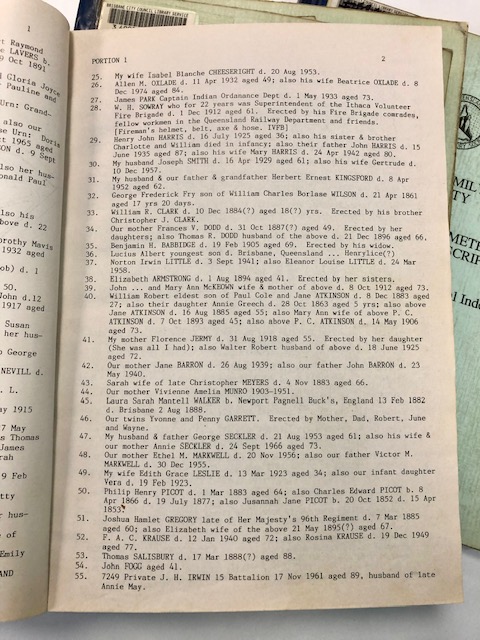 BRISBANE CITY COUNCIL LIBRARY SERVICE
1
t Raymond
LAVERS b.
9 Oct 1891
d Gloria Joyce
Pauline and
Urn: Grand-
also our
e Urn: Doris
ct 1965 aged
ON d. 9 Sept
lso her hus-
onald Paul
lso his
bove d. 22
orothy Mavis
aged 37
ob) d. 1
50.
John d.12
1917 aged
Susan
her hus-
o George
NEVILL d.
ay 1915
7 May
s Thomas
James
rah
9 Feb
etty
r hus-
e of
Emily
AND
PORTION 1
2
25. My wife Isabel Blanche CHEESERIGHT d. 20 Aug 1953.
26. Allen M. OXLADE d. 11 Apr 1932 aged 49; also his wife Beatrice OXLADE d. 8
Dec 1974 aged 84.
27. James PARK Captain Indian Ordanance Dept d. 1 May 1933 aged 73.
28. W. H. SOWRAY who for 22 years was Superintendent of the Ithaca Volunteer
Fire Brigade d. 1 Dec 1912 aged 61. Erected by his Fire Brigade comrades,
fellow workmen in the Queensland Railway Department and friends.
[Fireman's helmet, belt, axe & hose. IVFB]
29. Henry John HARRIS d. 16 July 1925 aged 36; also his sister & brother
Charlotte and William died in infancy; also their father John HARRIS d. 15
June 1935 aged 87; also his wife Mary HARRIS d. 24 Apr 1942 aged 80.
30. My husband Joseph SMITH d. 16 Apr 1929 aged 61; also his wife Gertrude d.
10 Dec 1957.
31. My husband & our father & grandfather Herbert Ernest KINGSFORD d. 8 Apr
1952 aged 62.
32. George Frederick Fry son of William Charles Borlase WILSON d. 21 Apr 1861
aged 17 yrs 20 days.
33. William R. CLARK d. 10 Dec 1884(?) aged 18(?) yrs. Erected by his brother
Christopher J. CLARK.
34. Our mother Frances V. DODD d. 31 Oct 1887(?) aged 49. Erected by her
daughters; also Thomas R. DODD husband of the above d. 21 Dec 1896 aged 66.
35. Benjamin H. BABBIDGE d. 19 Feb 1905 aged 69. Erected by his widow.
36. Lucius Albert youngest son d. Brisbane, Queensland ... Henrylice(?)
37. Norton Irwin LITTLE d. 3 Sept 1941; also Eleanor Louise LITTLE d. 24 Mar
1958.
38. Elizabeth ARMSTRONG d. 1 Aug 1894 aged 41. Erected by her sisters.
39. John ... and Mary Ann McKEOWN wife & mother of above d. 8 Oct 1912 aged 73.
40. William Robert eldest son of Paul Cole and Jane ATKINSON d. 8 Dec 1883 aged
27; also their daughter Annie Greech d. 28 Oct 1863 aged 5 yrs; also above
Jane ATKINSON d. 16 Aug 1885 aged 55; also Mary Ann wife of above P. C.
ATKINSON d. 7 Oct 1893 aged 45; also above P. C. ATKINSON d. 14 May 1906
aged 73.
41. My mother Florence JERMY d. 31 Aug 1918 aged 55. Erected by her daughter
(She was all I had); also Walter Robert husband of above d. 18 June 1925
aged 72.
42. Our mother Jane BARRON d. 26 Aug 1939; also our father John BARRON d. 23
May 1940.
43. Sarah wife of late Christopher MEYERS d. 4 Nov 1883 aged 66.
44. Our mother Vivienne Amelia MUNRO 1903-1951.
45. Laura Sarah Mantell WALKER b. Newport Pagnell Buck's, England 13 Feb 1882
d. Brisbane 2 Aug 1888.
46. Our twins Yvonne and Penny GARRETT. Erected by Mother, Dad, Robert, June
and Wayne.
47. My husband & father George SECKLER d. 21 Aug 1953 aged 61; also his wife &
our mother Annie SECKLER d. 24 Sept 1966 aged 73.
48. Our mother Ethel M. MARKWELL d. 20 Nov 1956; also our father Victor M.
MARKWELL d. 30 Dec 1955.
49. My wife Edith Grace LESLIE d. 13 Mar 1923 aged 34; also our infant daughter
Vera d. 19 Feb 1923.
50. Philip Henry PICOT d. 1 Mar 1883 aged 64; also Charles Edward PICOT b. 8
Apr 1866 d. 19 July 1877; also Jusannah Jane PICOT b. 20 Oct 1852 d. 15 Apr
1853.
51. Joshua Hamlet GREGORY late of Her Majesty's 96th Regiment d. 7 Mar 1885
aged 60; also Elizabeth wife of the above 21 May 1895(?) aged 67.
52. F. A. C. KRAUSE d. 12 Jan 1940 aged 72; also Rosina KRAUSE d. 19 Dec 1949
aged 77.
53. Thomas SALISBURY d. 17 Mar 1888(?) aged 88.
54. John FOGG aged 41.
55. 7249 Private J. H. IRWIN 15 Battalion 17 Nov 1961 aged 89, husband of late
Annie May.